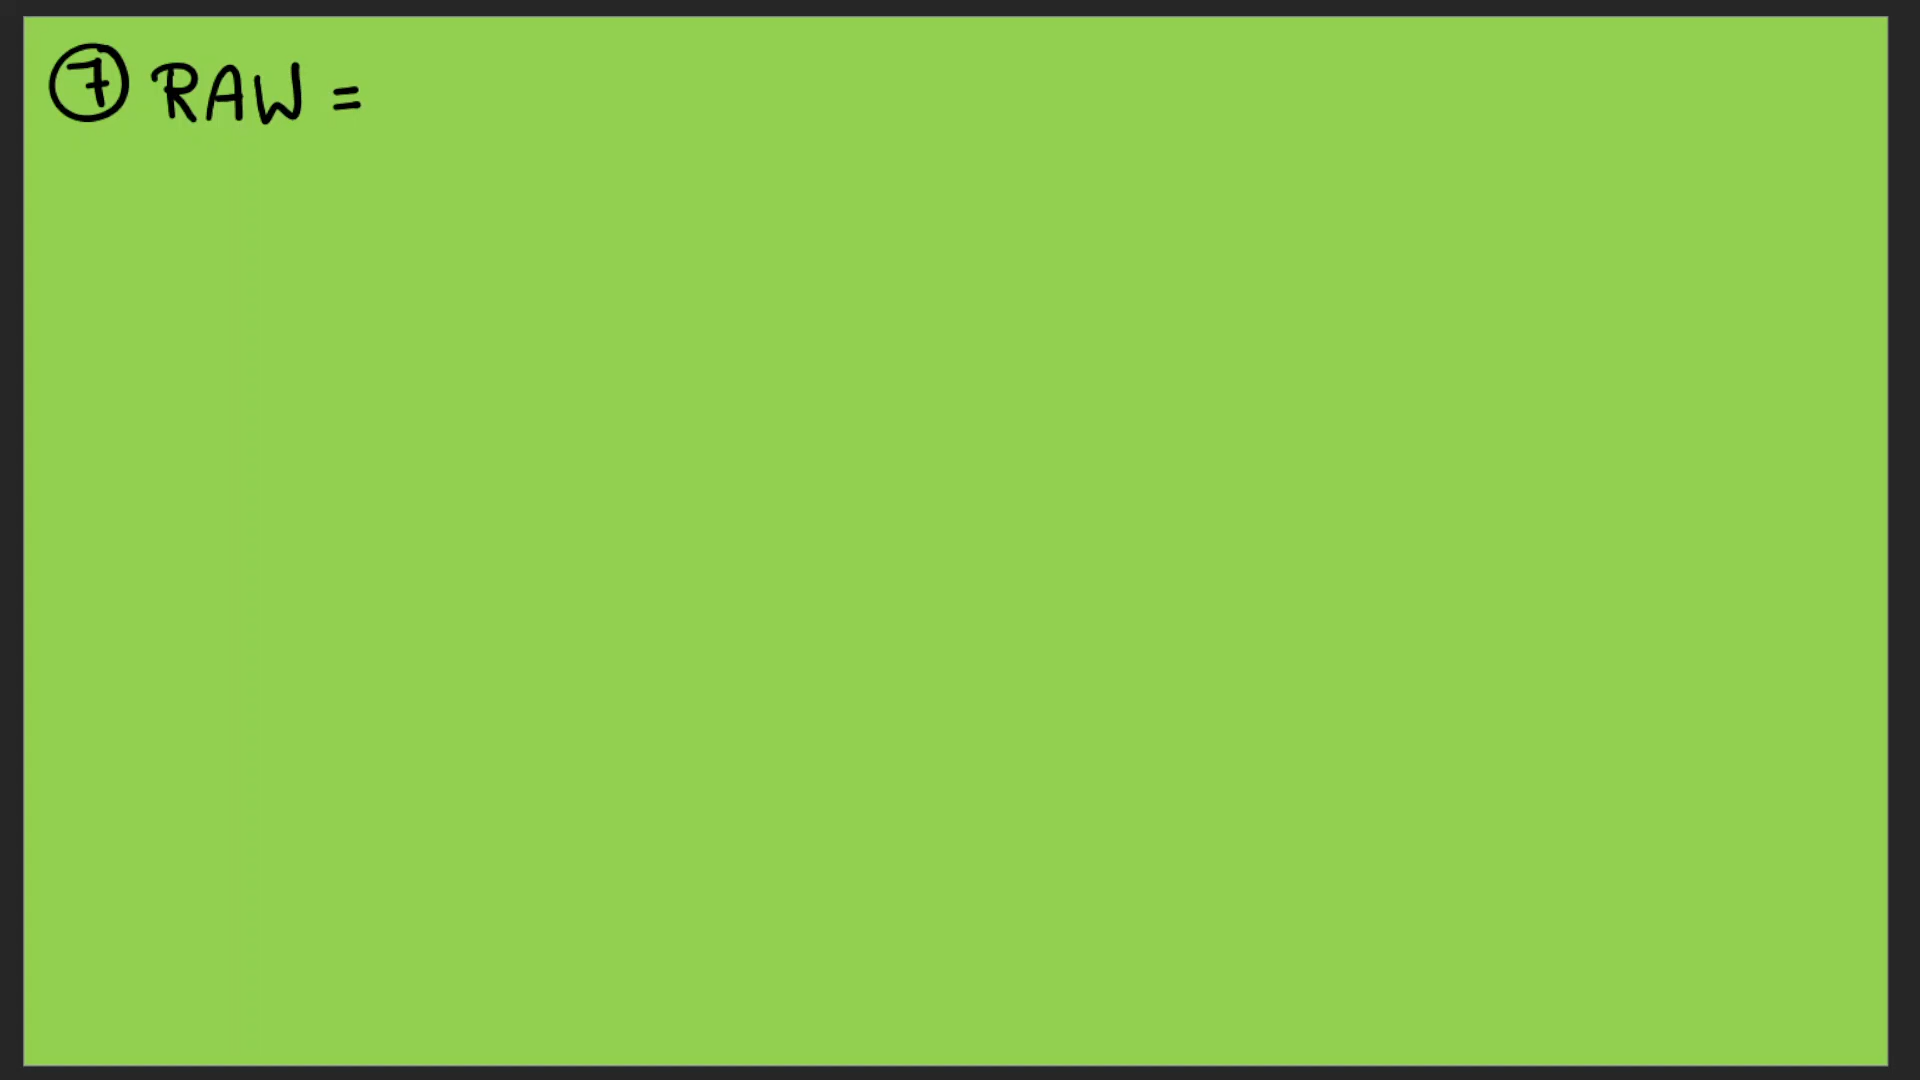 ⑦ RAW =